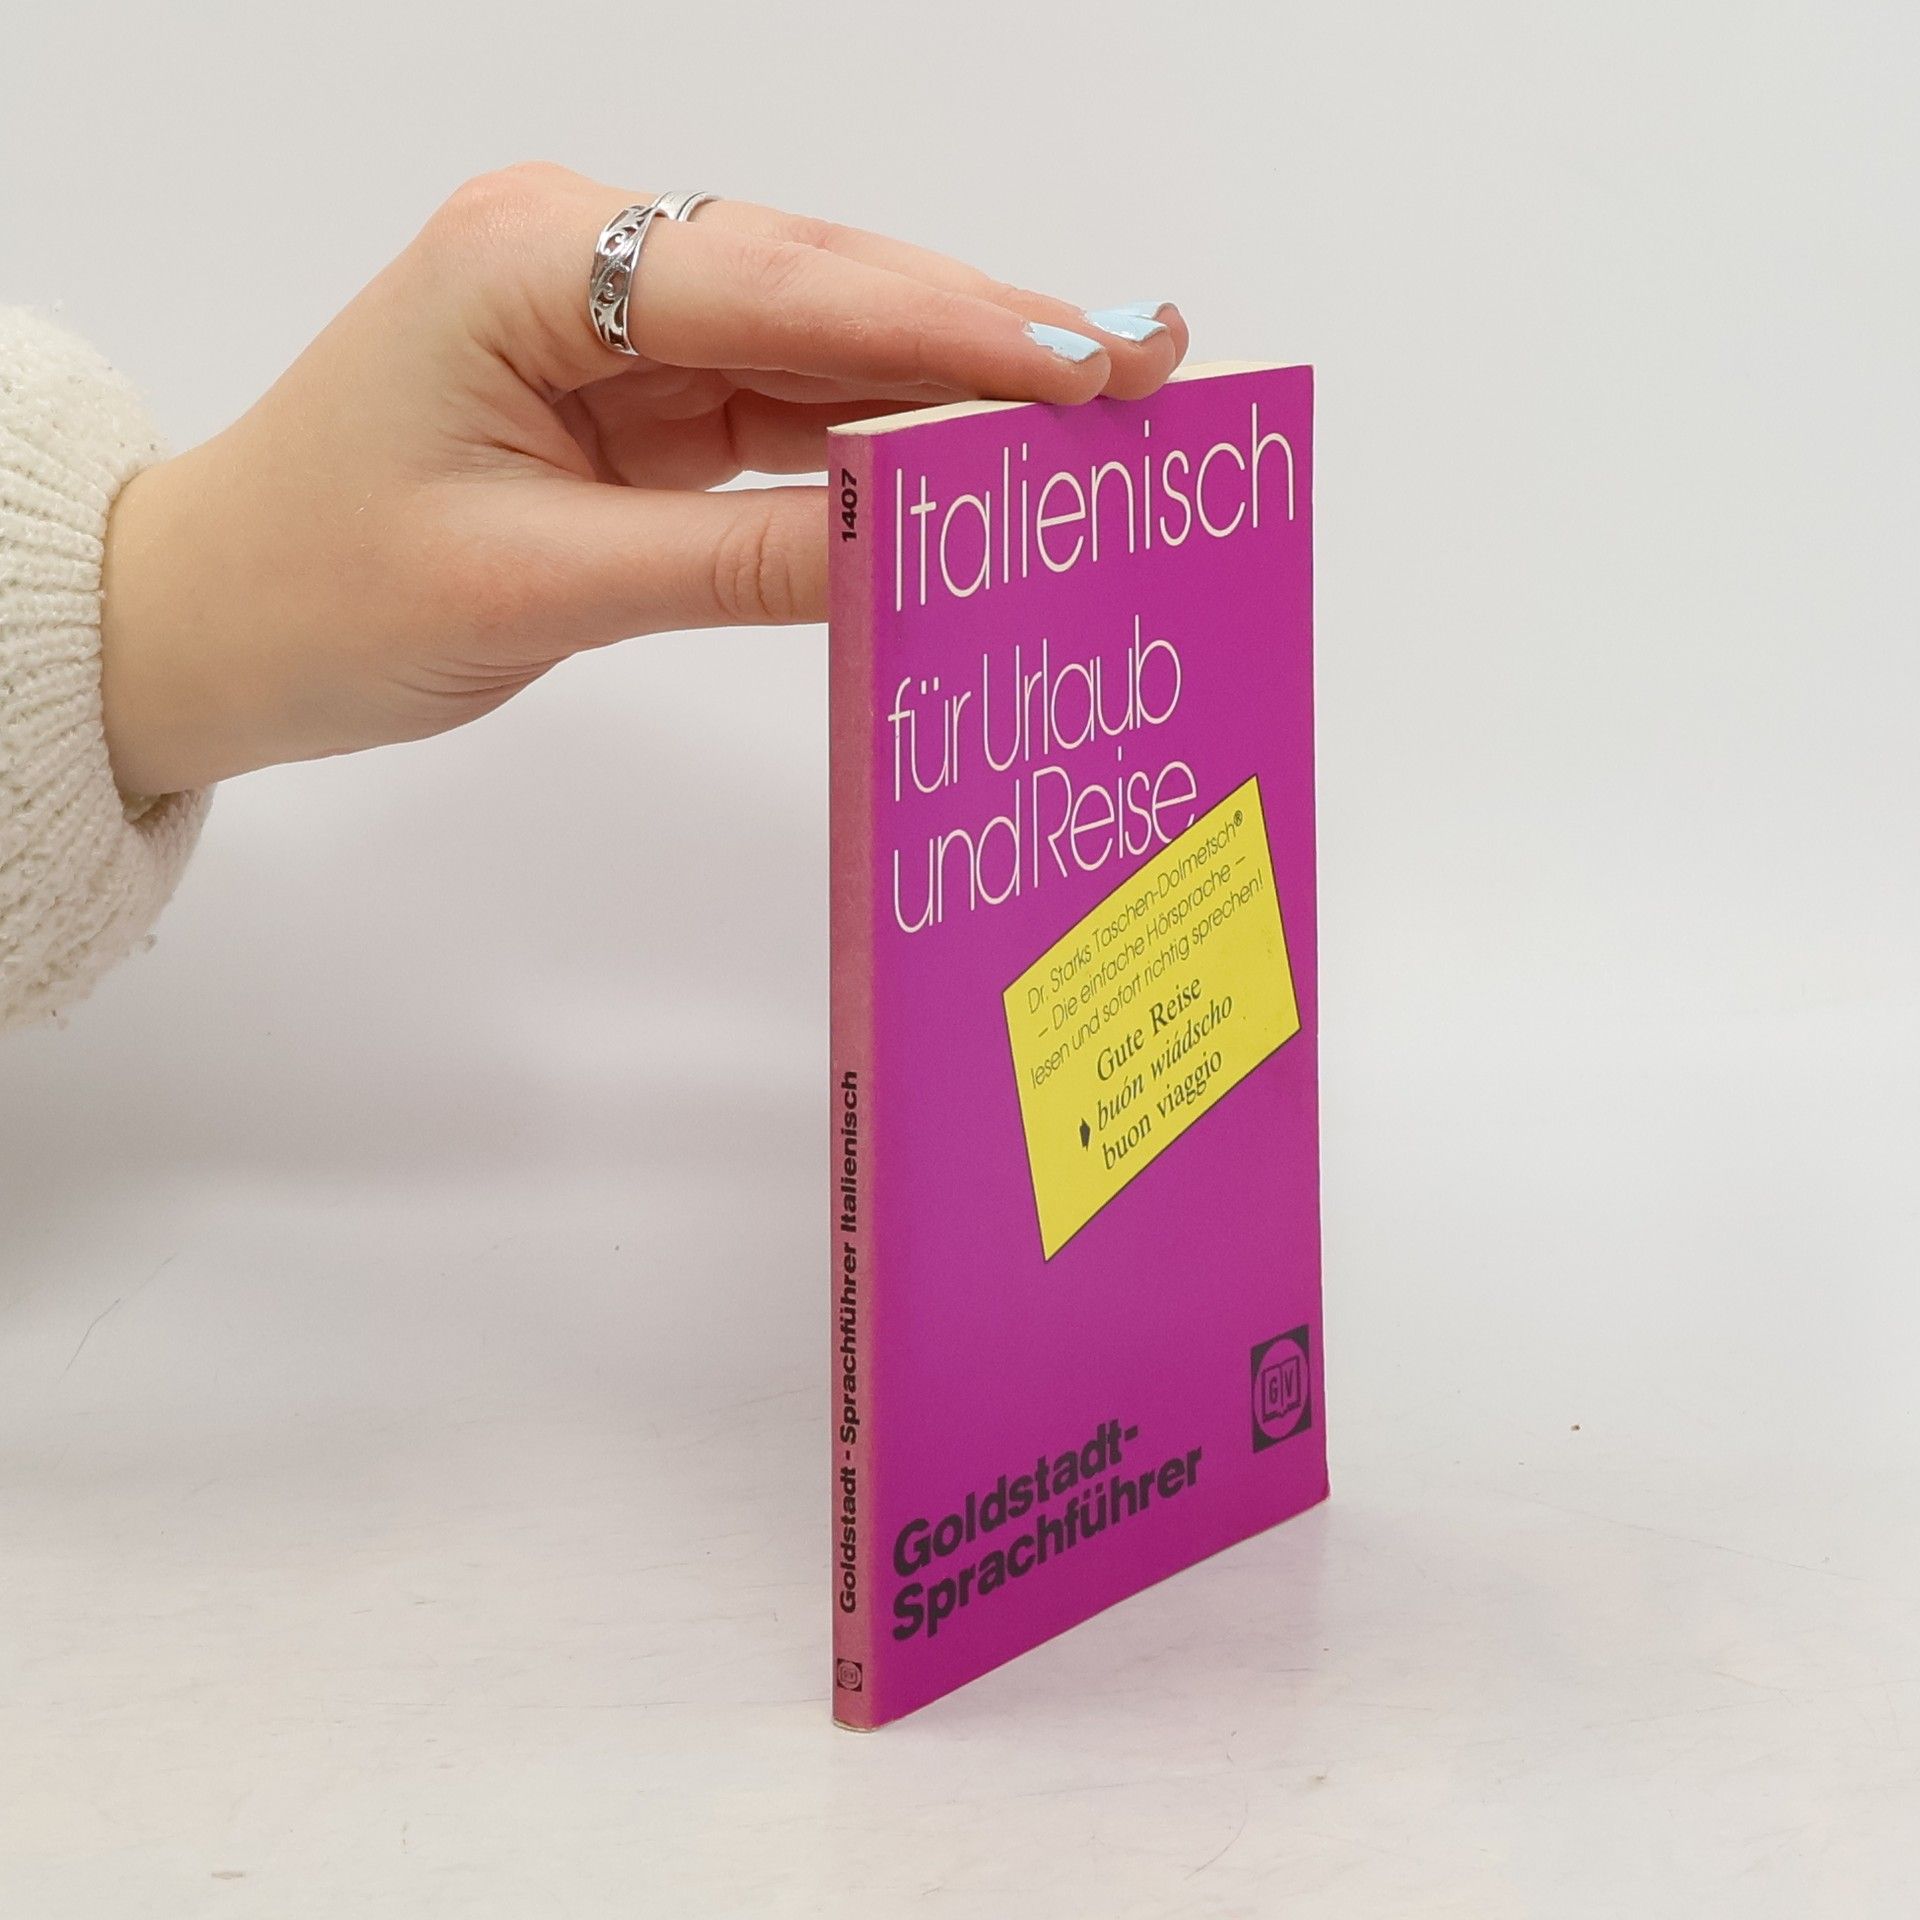 1407
Goldstadt - Sprachführer Italienisch
Italienisch
für Urlaub
und Reise
Dr. Starks Taschen-Dolmetsch®
– Die einfache Hörsprache –
lesen und sofort richtig sprechen!
Gute Reise
buón wiádscho
buon viaggio
G V
Goldstadt-
Sprachführer